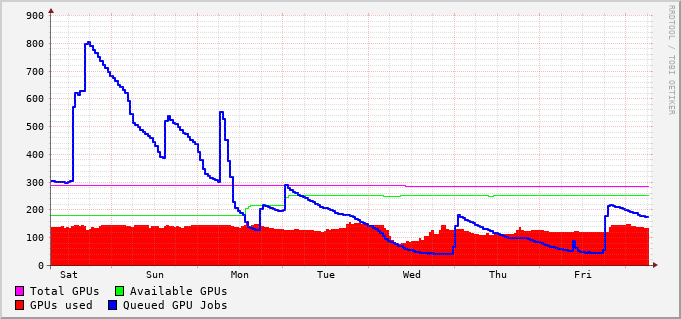 900
800
700
600
500
400
300
200
100
0
Sat Sun Mon Tue Wed Thu Fri
Total GPUs Available GPUs
GPUs used Queued GPU Jobs
RRDTOOL / TOBI OETIKER